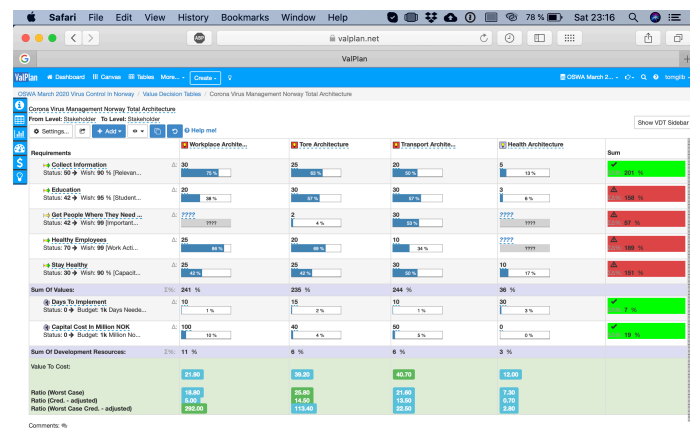 Safari File Edit View History Bookmarks Window Help 78 % Sat 23:16
ABP valplan.net
G ValPlan
ValPlan Dashboard Canvas Tables More... Create OSWA March 2... tomgilb
OSWA March 2020 Virus Control In Norway / Value Decision Tables / Corona Virus Management Norway Total Architecture
Corona Virus Management Norway Total Architecture
From Level: Stakeholder To Level: Stakeholder
Settings... + Add Help me! Show VDT Sidebar
Requirements Workplace Archite... Tore Architecture Transport Archite... Health Architecture Sum
Collect Information Δ: 30 25 20 5
Status: 50 → Wish: 90 % [Relevan... 75 % 63 % 50 % 13 % 201 %
Education Δ: 20 30 30 3
Status: 42 → Wish: 95 % [Student... 38 % 57 % 57 % 6 % 158 %
Get People Where They Need ... Δ: ???? 2 30 ????
Status: 42 → Wish: 99 [Important... ???? 4 % 53 % ???? 57 %
Healthy Employees Δ: 25 20 10 ????
Status: 70 → Wish: 99 [Work Acti... 86 % 69 % 34 % ???? 189 %
Stay Healthy Δ: 25 25 30 10
Status: 30 → Wish: 90 % [Capacit... 42 % 42 % 50 % 17 % 151 %
Sum Of Values: Σ%: 241 % 235 % 244 % 36 %
Days To Implement Δ: 10 15 10 30
Status: 0 → Budget: 1k Days Neede... 1 % 2 % 1 % 3 % 7 %
Capital Cost In Million NOK Δ: 100 40 50 0
Status: 0 → Budget: 1k Million No... 10 % 4 % 5 % 0 % 19 %
Sum Of Development Resources: Σ%: 11 % 6 % 6 % 3 %
Value To Cost: 21.90 39.20 40.70 12.00
Ratio (Worst Case) 18.80 25.80 21.60 7.30
Ratio (Cred. - adjusted) 5.00 14.50 13.50 0.70
Ratio (Worst Case Cred. - adjusted) 292.00 113.40 22.50 2.80
Comments: